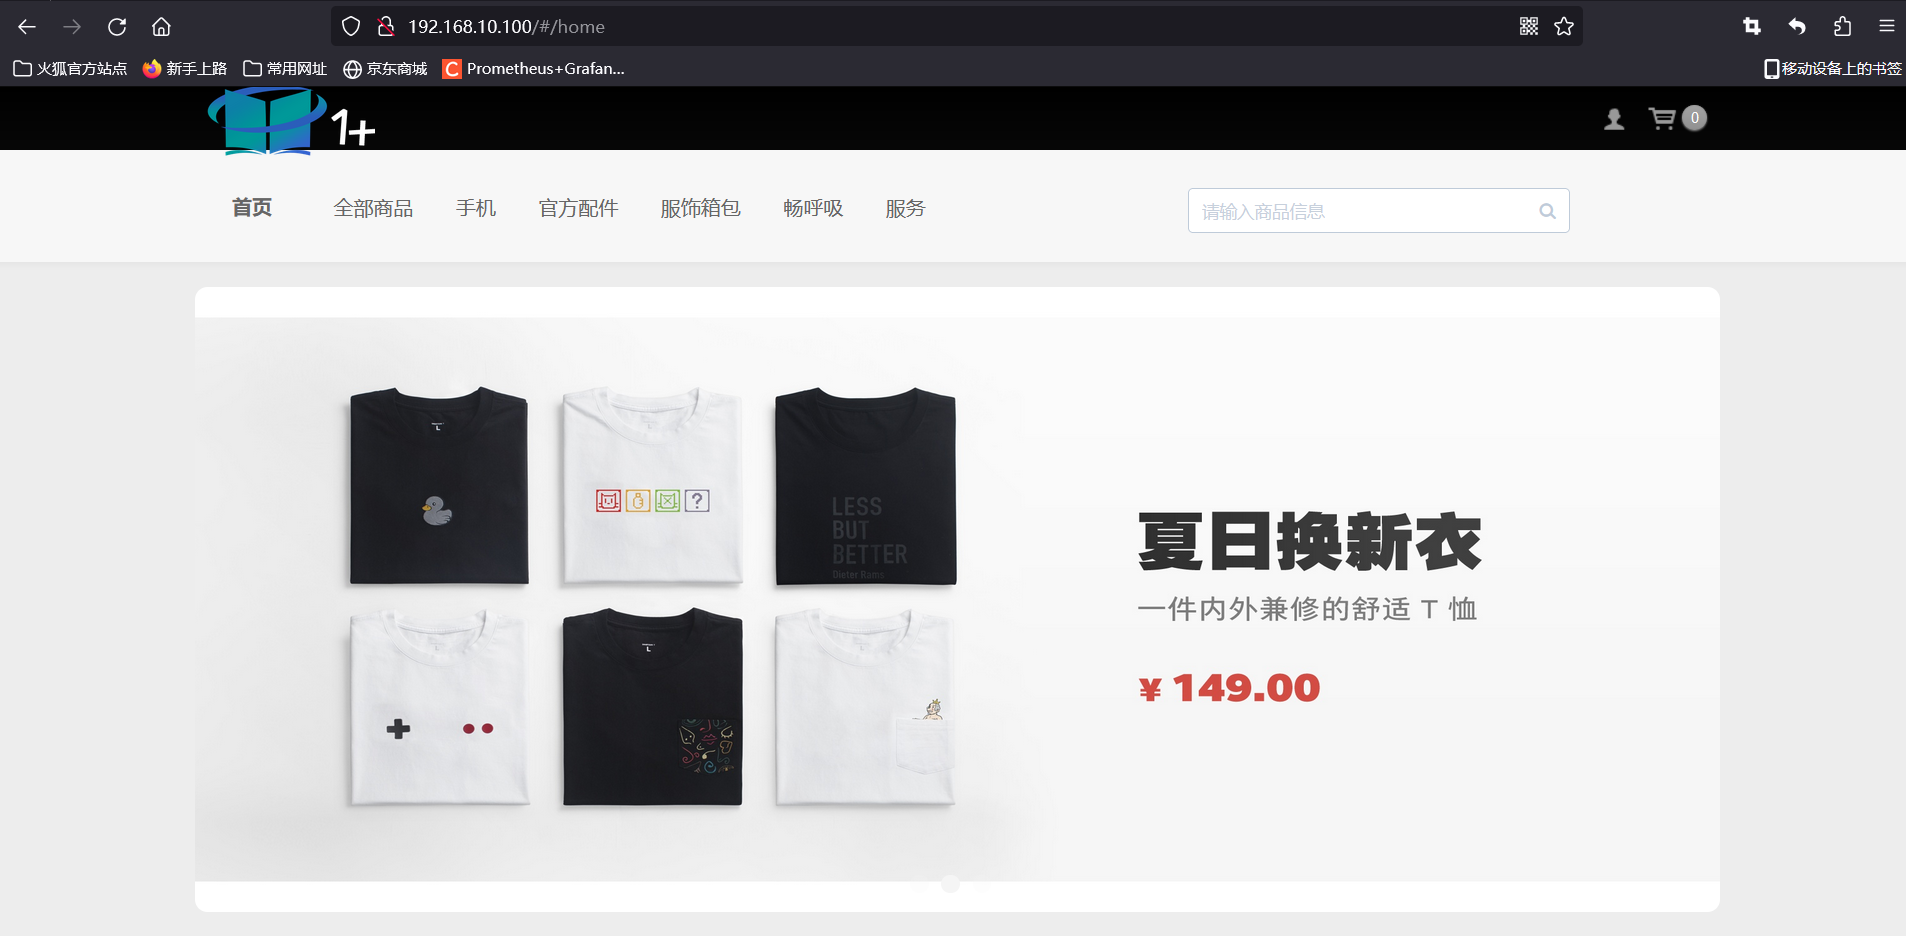 192.168.10.100/#/home
火狐官方站点 新手上路 常用网址 京东商城 Prometheus+Grafan... 移动设备上的书签
1+ 0
首页 全部商品 手机 官方配件 服饰箱包 畅呼吸 服务 请输入商品信息
L
?
LESS
BUT
BETTER
Dieter Rams
夏日换新衣
一件内外兼修的舒适 T 恤
L
¥ 149.00